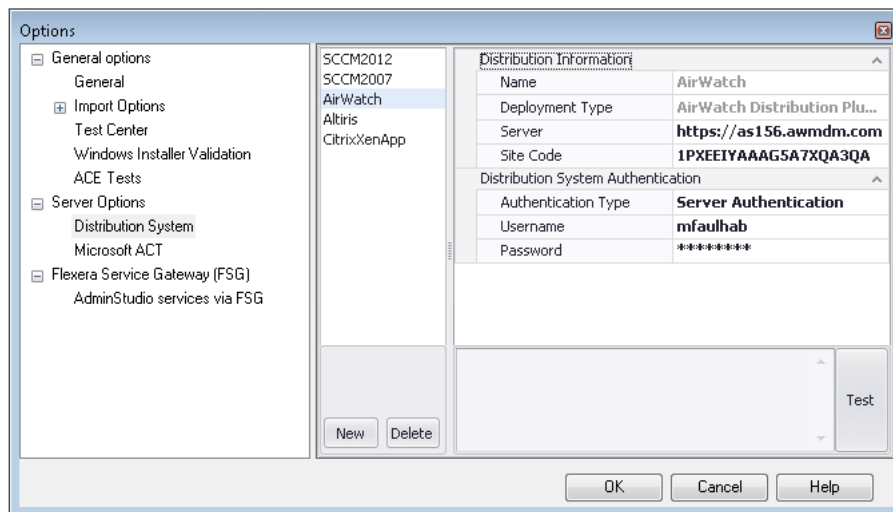 Options
General options
General
Import Options
Test Center
Windows Installer Validation
ACE Tests
Server Options
Distribution System
Microsoft ACT
Flexera Service Gateway (FSG)
AdminStudio services via FSG
SCCM2012
SCCM2007
AirWatch
Altiris
CitrixXenApp
New Delete
Distribution Information
Name AirWatch
Deployment Type AirWatch Distribution Plu...
Server https://as156.awmdm.com
Site Code 1PXEEIYAAAG5A7XQA3QA
Distribution System Authentication
Authentication Type Server Authentication
Username mfaulhab
Password *********
Test
OK Cancel Help